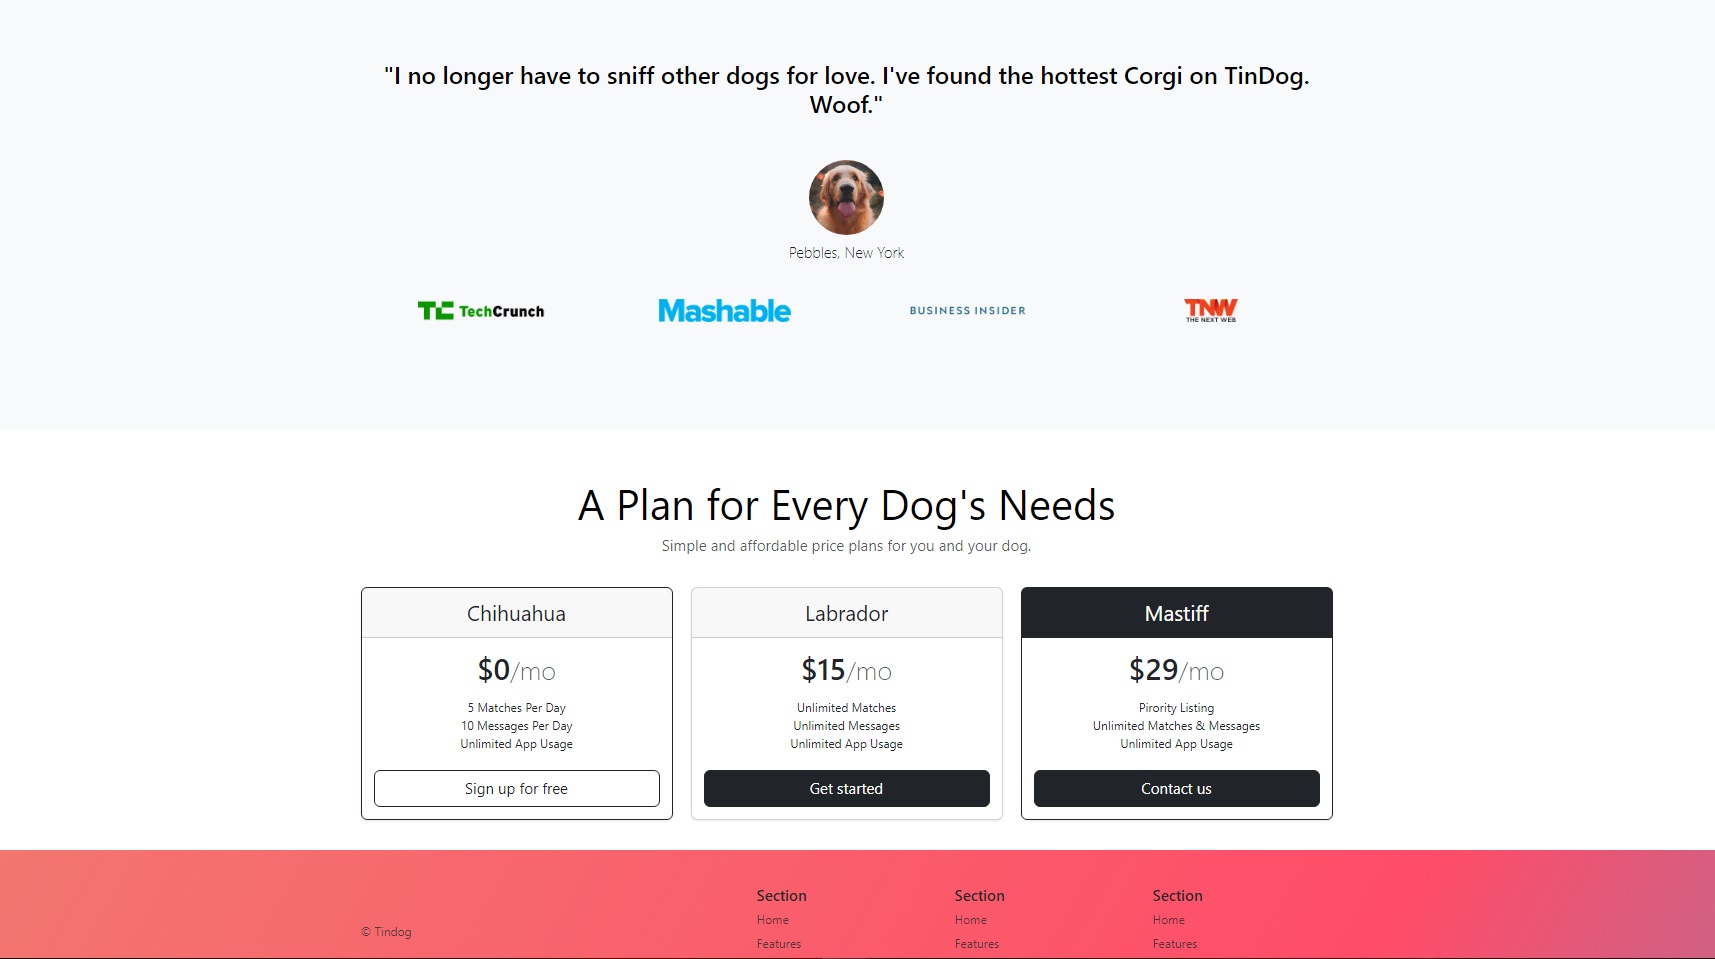 "I no longer have to sniff other dogs for love. I've found the hottest Corgi on TinDog.
Woof."
Pebbles, New York
TC TechCrunch
Mashable
BUSINESS INSIDER
TNW
THE NEXT WEB
A Plan for Every Dog's Needs
Simple and affordable price plans for you and your dog.
Chihuahua
$0/mo
5 Matches Per Day
10 Messages Per Day
Unlimited App Usage
Sign up for free
Labrador
$15/mo
Unlimited Matches
Unlimited Messages
Unlimited App Usage
Get started
Mastiff
$29/mo
Pirority Listing
Unlimited Matches & Messages
Unlimited App Usage
Contact us
© Tindog
Section
Home
Features
Section
Home
Features
Section
Home
Features